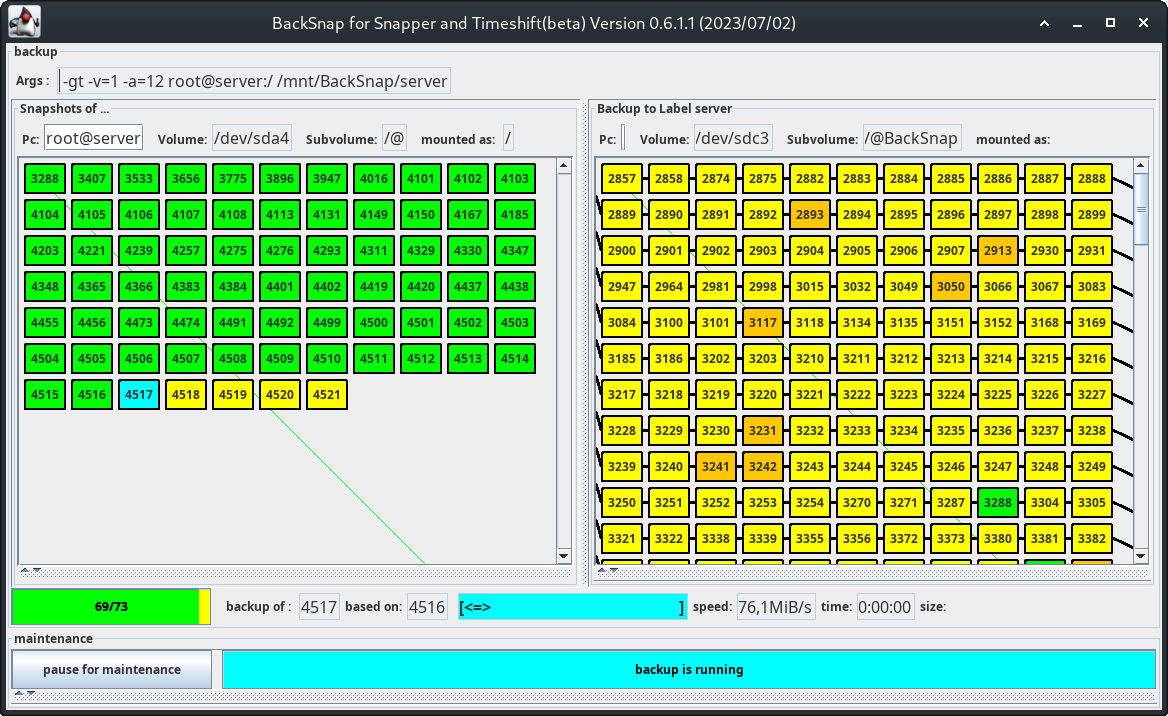 BackSnap for Snapper and Timeshift(beta) Version 0.6.1.1 (2023/07/02)
backup
Args : -gt -v=1 -a=12 root@server:/ /mnt/BackSnap/server
Snapshots of ...
Pc: root@server Volume: /dev/sda4 Subvolume: /@ mounted as: /
3288 3407 3533 3656 3775 3896 3947 4016 4101 4102 4103
4104 4105 4106 4107 4108 4113 4131 4149 4150 4167 4185
4203 4221 4239 4257 4275 4276 4293 4311 4329 4330 4347
4348 4365 4366 4383 4384 4401 4402 4419 4420 4437 4438
4455 4456 4473 4474 4491 4492 4499 4500 4501 4502 4503
4504 4505 4506 4507 4508 4509 4510 4511 4512 4513 4514
4515 4516 4517 4518 4519 4520 4521
Backup to Label server
Pc: Volume: /dev/sdc3 Subvolume: /@BackSnap mounted as:
2857 2858 2874 2875 2882 2883 2884 2885 2886 2887 2888
2889 2890 2891 2892 2893 2894 2895 2896 2897 2898 2899
2900 2901 2902 2903 2904 2905 2906 2907 2913 2930 2931
2947 2964 2981 2998 3015 3032 3049 3050 3066 3067 3083
3084 3100 3101 3117 3118 3134 3135 3151 3152 3168 3169
3185 3186 3202 3203 3210 3211 3212 3213 3214 3215 3216
3217 3218 3219 3220 3221 3222 3223 3224 3225 3226 3227
3228 3229 3230 3231 3232 3233 3234 3235 3236 3237 3238
3239 3240 3241 3242 3243 3244 3245 3246 3247 3248 3249
3250 3251 3252 3253 3254 3270 3271 3287 3288 3304 3305
3321 3322 3338 3339 3355 3356 3372 3373 3380 3381 3382
69/73 backup of : 4517 based on: 4516 [<=> ] speed: 76,1MiB/s time: 0:00:00 size:
maintenance
pause for maintenance backup is running